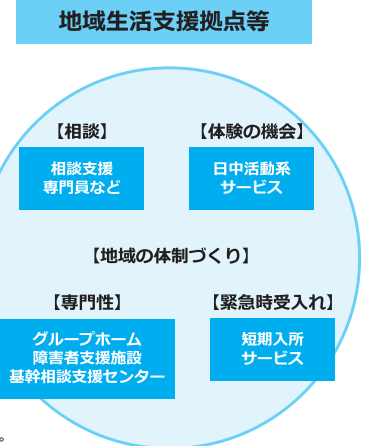 地域生活支援拠点等
【相談】
相談支援
専門員など
【体験の機会】
日中活動系
サービス
【地域の体制づくり】
【専門性】
グループホーム
障害者支援施設
基幹相談支援センター
【緊急時受入れ】
短期入所
サービス
。